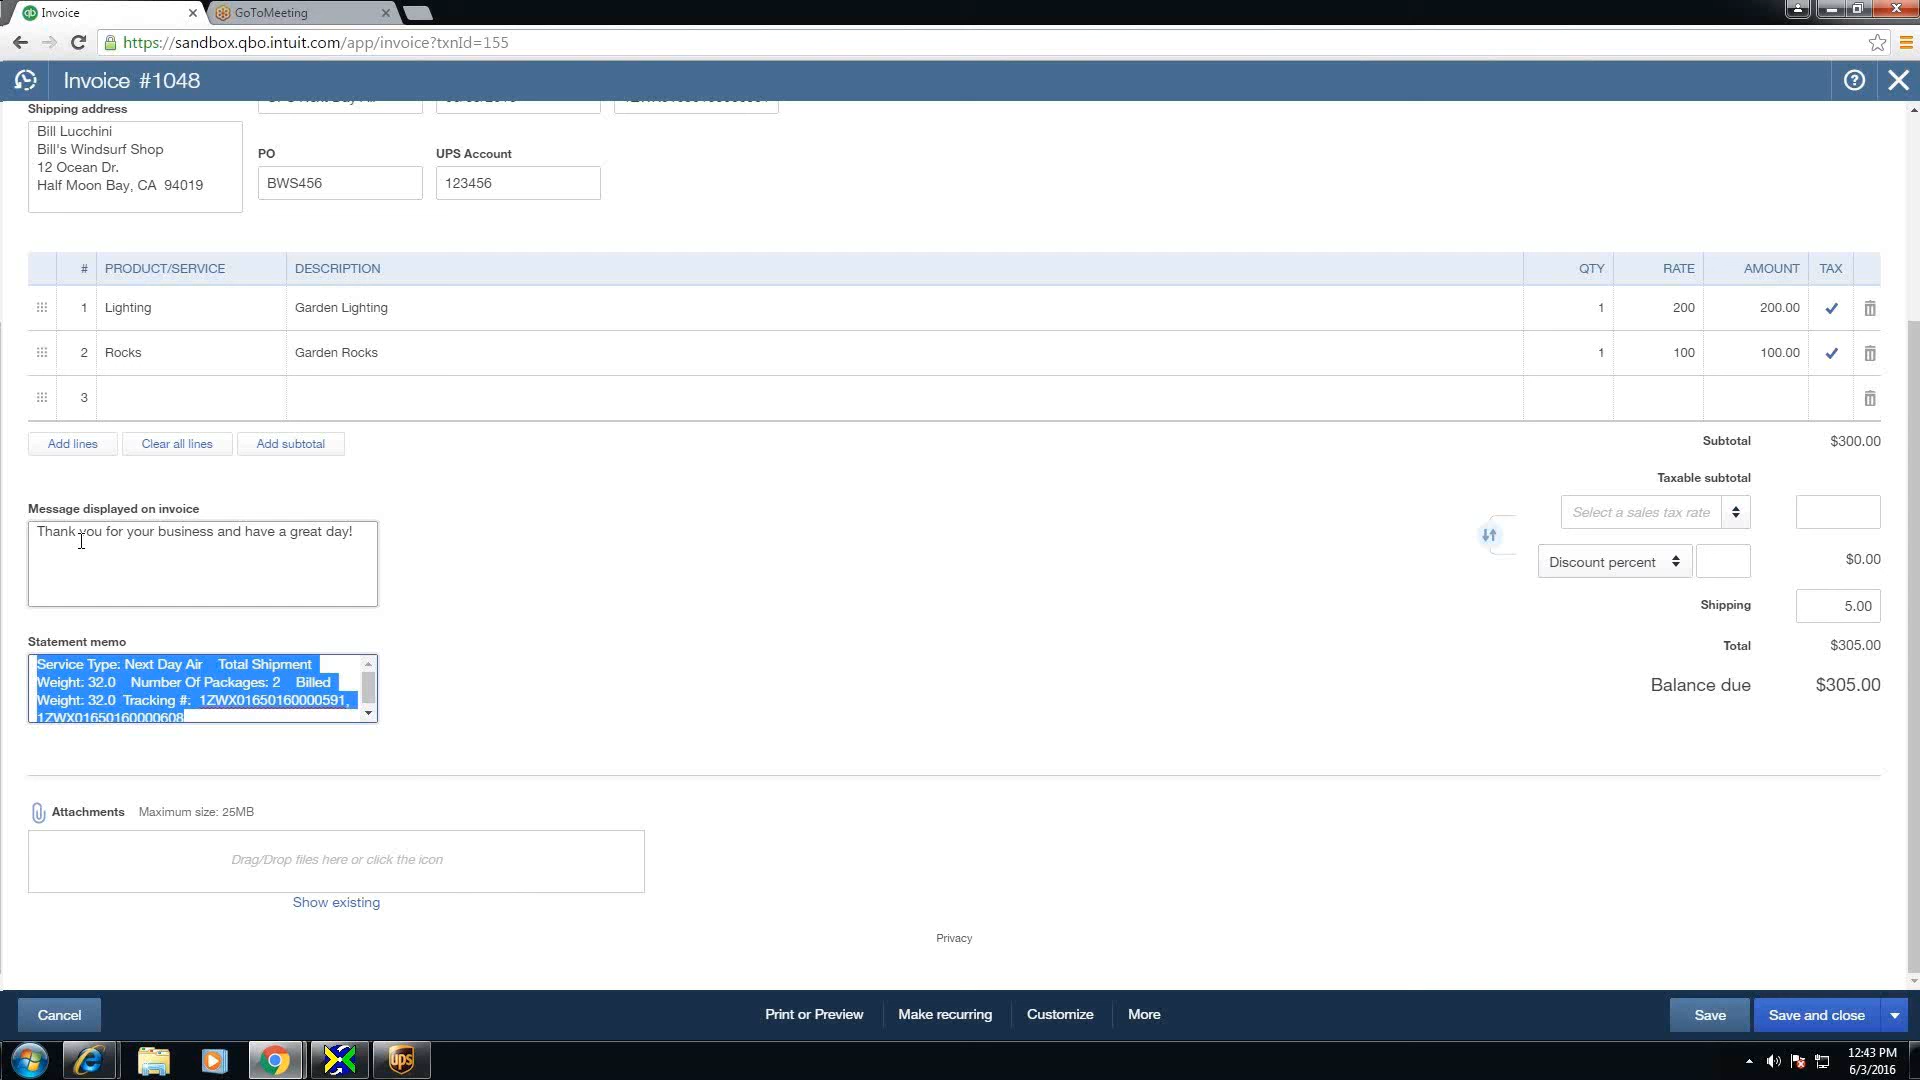 Invoice
GoToMeeting
https://sandbox.qbo.intuit.com/app/invoice?txnId=155
Invoice #1048
Shipping address
Bill Lucchini
Bill's Windsurf Shop
12 Ocean Dr.
Half Moon Bay, CA 94019
PO
UPS Account
BWS456
123456
# PRODUCT/SERVICE DESCRIPTION QTY RATE AMOUNT TAX
1 Lighting Garden Lighting 1 200 200.00
2 Rocks Garden Rocks 1 100 100.00
3
Add lines
Clear all lines
Add subtotal
Subtotal $300.00
Taxable subtotal
Select a sales tax rate
Discount percent
$0.00
Shipping 5.00
Total $305.00
Balance due $305.00
Message displayed on invoice
Thank you for your business and have a great day!
Statement memo
Service Type: Next Day Air Total Shipment
Weight: 32.0 Number Of Packages: 2 Billed
Weight: 32.0 Tracking #: 1ZWX01650160000591,
1ZWX01650160000608
Attachments Maximum size: 25MB
Drag/Drop files here or click the icon
Show existing
Privacy
Cancel
Print or Preview
Make recurring
Customize
More
Save
Save and close
ups
12:43 PM
6/3/2016